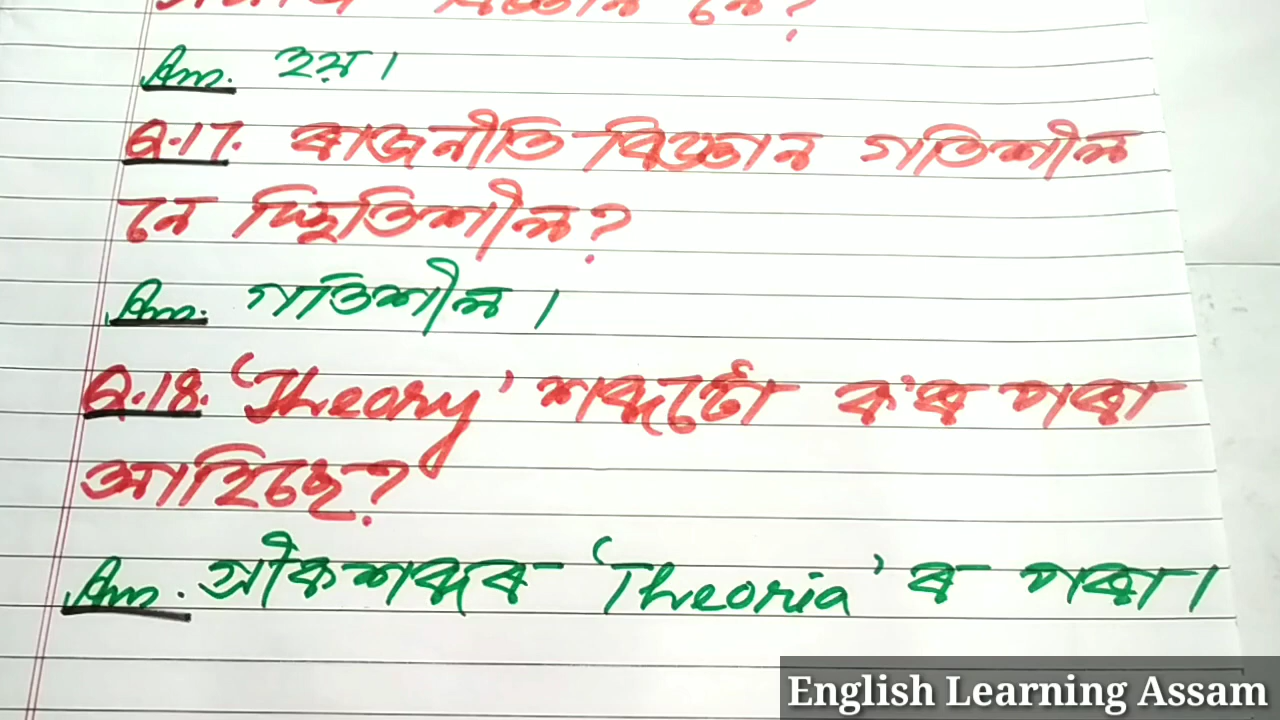 বিজ্ঞান নে?
Ans. হয়।
Q.17. ৰাজনীতি বিজ্ঞান গতিশীল
নে স্থিতিশীল?
Ans. গতিশীল।
Q.18. 'Theory' শব্দটো ক'ৰ পৰা
আহিছে?
Ans. গ্ৰীক শব্দৰ 'Theoria' ৰ পৰা।
English Learning Assam